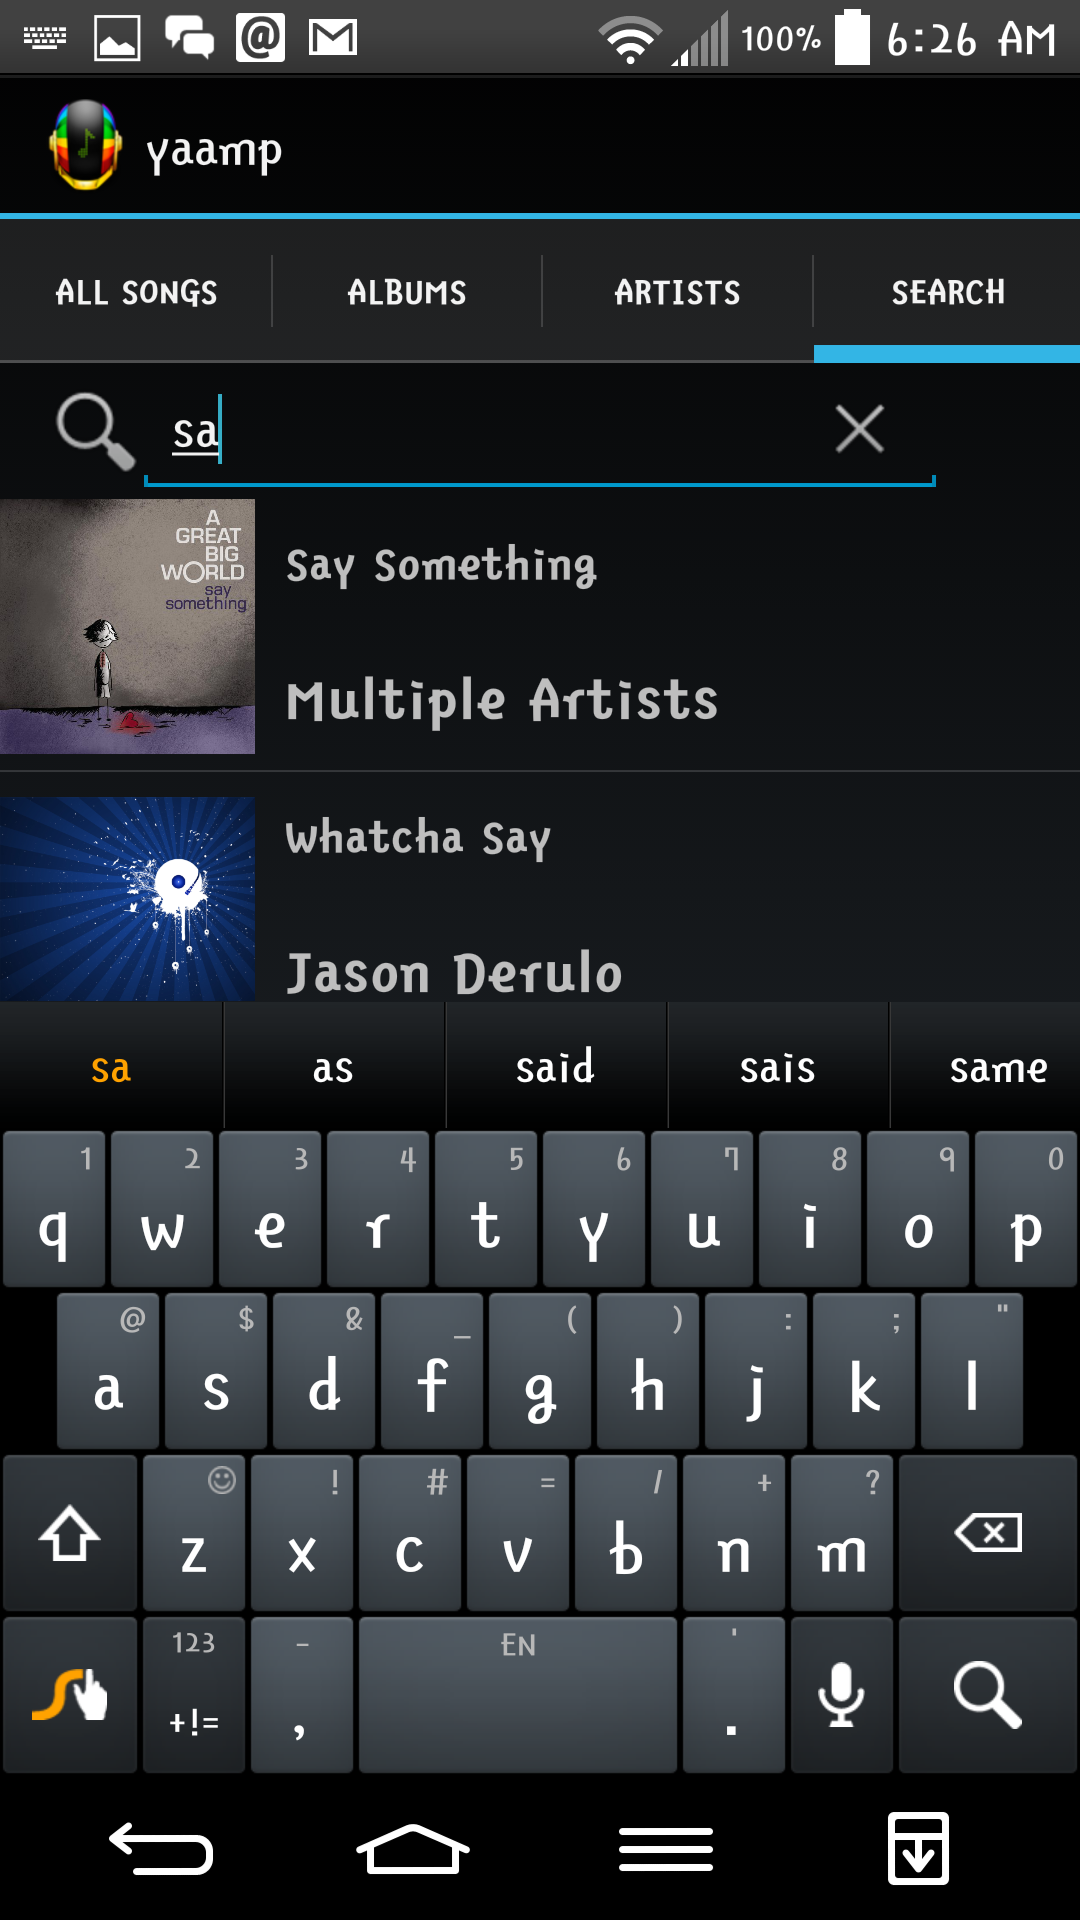 100% 6:26 AM
yaamp
ALL SONGS ALBUMS ARTISTS SEARCH
sa
A
GREAT
BIG
WORLD
say
something
Say Something
Multiple Artists
Whatcha Say
Jason Derulo
sa as said sais same
1 2 3 4 5 6 7 8 9 0
q w e r t y u i o p
@ $ & _ ( ) : ; "
a s d f g h j k l
! # = / + ?
z x c v b n m
123 - EN '
+!= , .